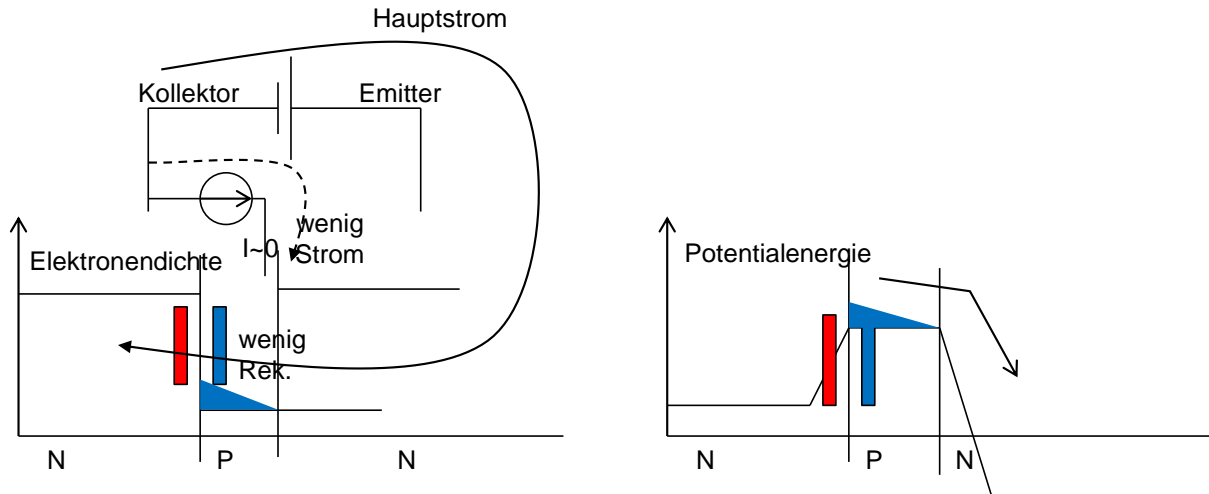 Hauptstrom
Kollektor
Emitter
wenig
Strom
I~0
Elektronendichte
wenig
Rek.
N
P
N
Potentialenergie
N
P
N